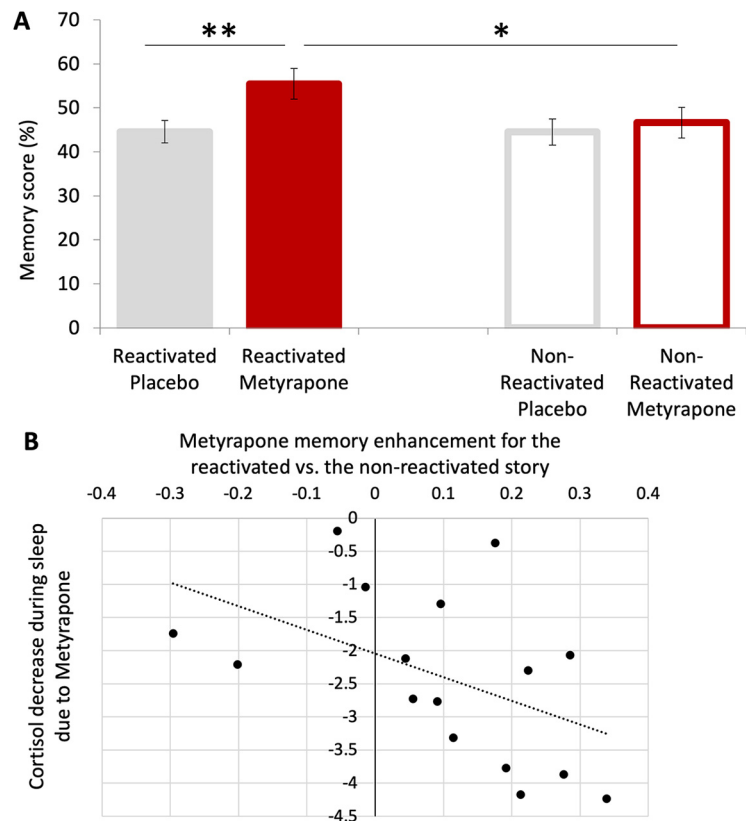 A
**
*
70
60
50
40
30
20
10
0
Memory score (%)
Reactivated
Placebo
Reactivated
Metyrapone
Non-
Reactivated
Placebo
Non-
Reactivated
Metyrapone
B
Metyrapone memory enhancement for the
reactivated vs. the non-reactivated story
-0.4 -0.3 -0.2 -0.1 0 0.1 0.2 0.3 0.4
0
-0.5
-1
-1.5
-2
-2.5
-3
-3.5
-4
-4.5
Cortisol decrease during sleep
due to Metyrapone